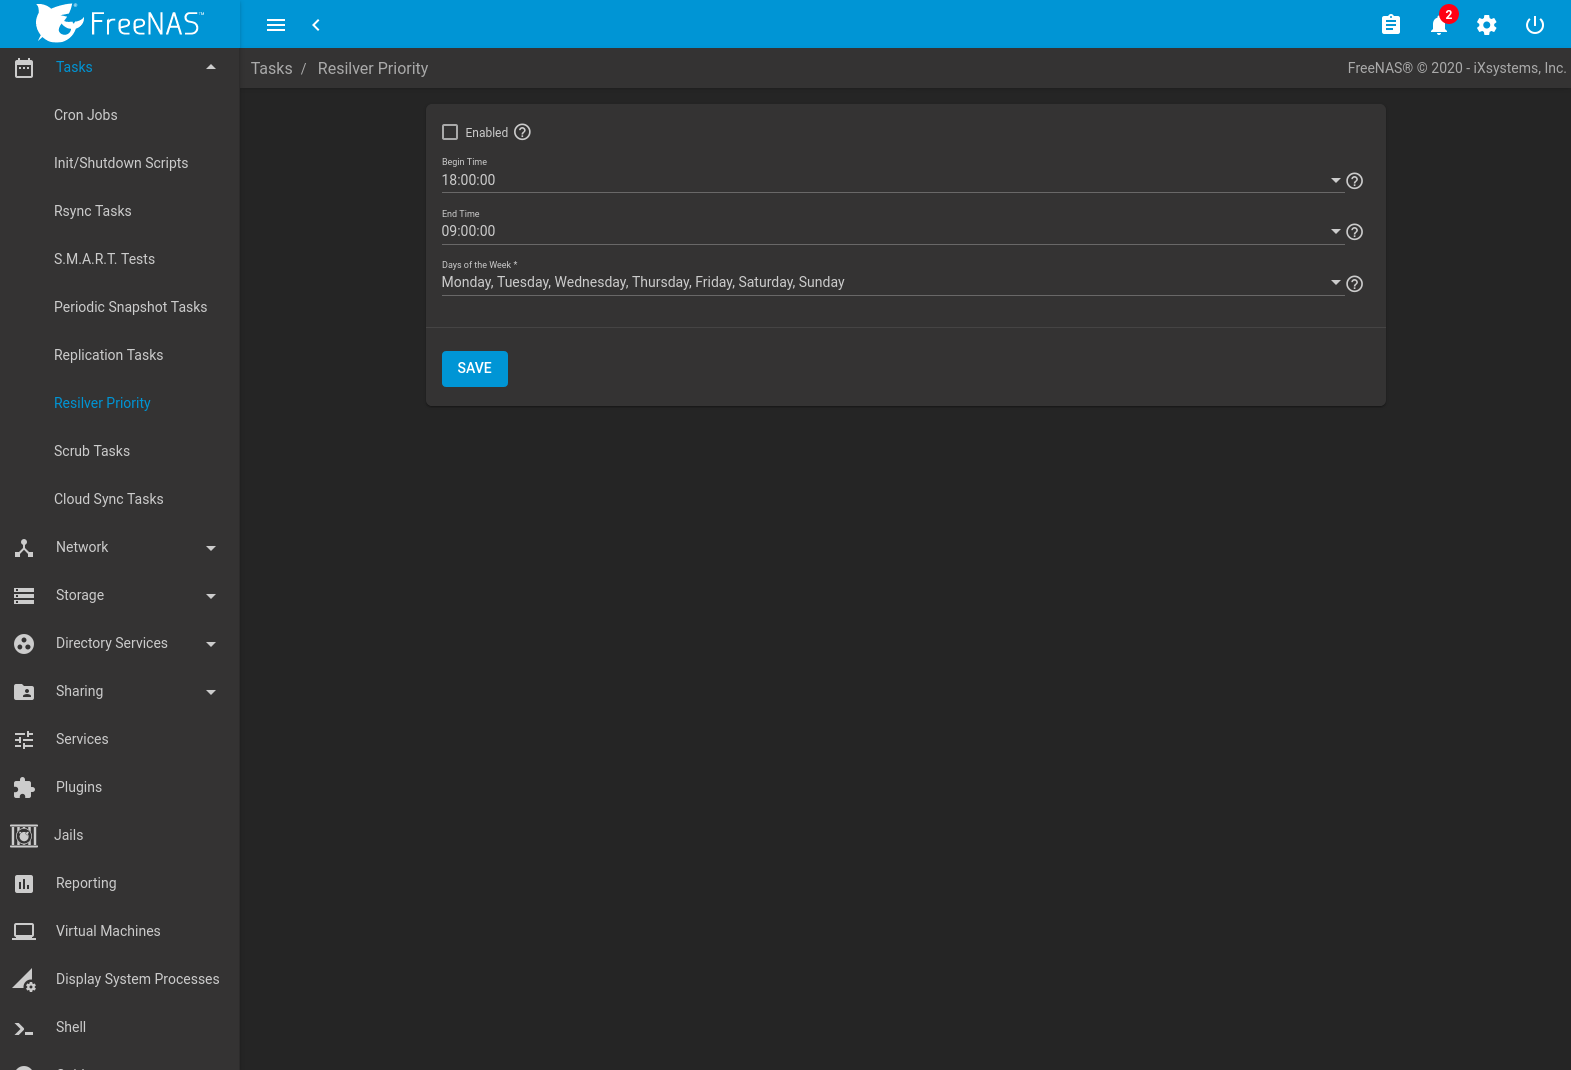 FreeNAS™
2
Tasks
Tasks / Resilver Priority
FreeNAS® © 2020 - iXsystems, Inc.
Cron Jobs
Init/Shutdown Scripts
Rsync Tasks
S.M.A.R.T. Tests
Periodic Snapshot Tasks
Replication Tasks
Resilver Priority
Scrub Tasks
Cloud Sync Tasks
Network
Storage
Directory Services
Sharing
Services
Plugins
Jails
Reporting
Virtual Machines
Display System Processes
Shell
Enabled
Begin Time
18:00:00
End Time
09:00:00
Days of the Week *
Monday, Tuesday, Wednesday, Thursday, Friday, Saturday, Sunday
SAVE